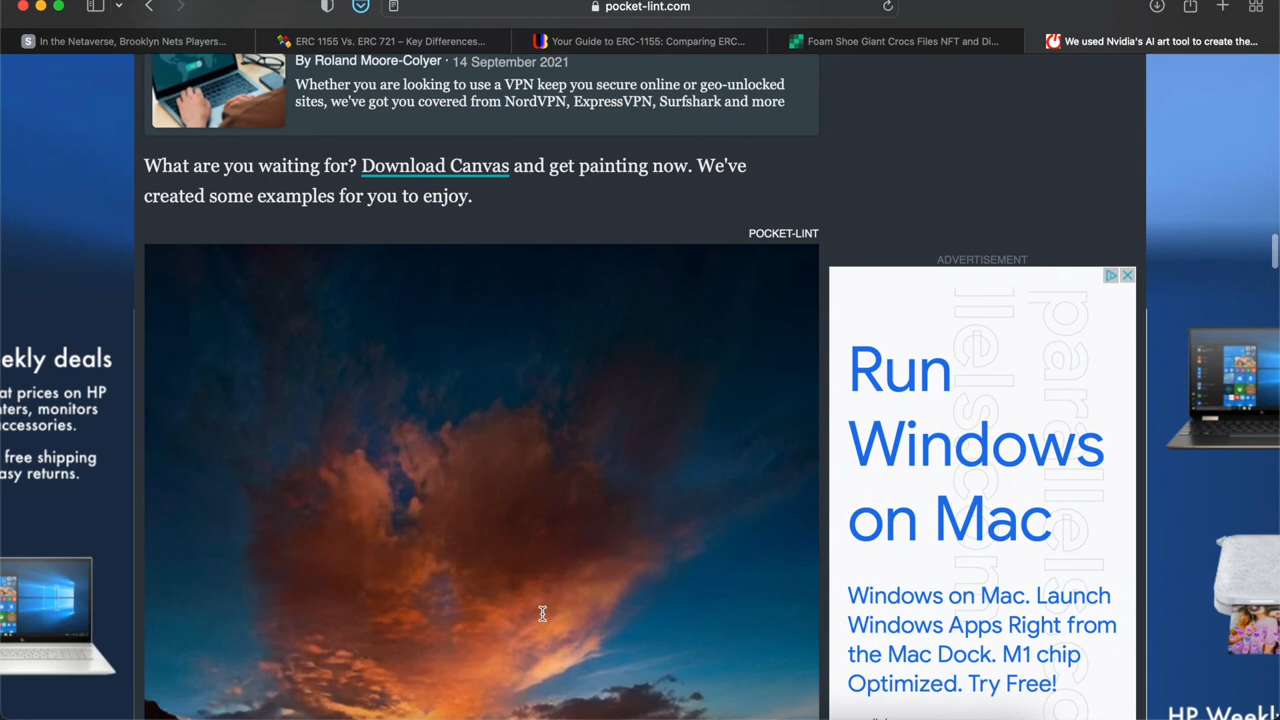 pocket-lint.com
In the Netaverse, Brooklyn Nets Players...
ERC 1155 Vs. ERC 721 – Key Differences...
Your Guide to ERC-1155: Comparing ERC...
Foam Shoe Giant Crocs Files NFT and Di...
We used Nvidia's AI art tool to create the...
By Roland Moore-Colyer · 14 September 2021
Whether you are looking to use a VPN keep you secure online or geo-unlocked
sites, we've got you covered from NordVPN, ExpressVPN, Surfshark and more
What are you waiting for? Download Canvas and get painting now. We've
created some examples for you to enjoy.
POCKET-LINT
ADVERTISEMENT
Run
Windows
on Mac
Windows on Mac. Launch
Windows Apps Right from
the Mac Dock. M1 chip
Optimized. Try Free!
parallels.co
llels.com
ekly deals
at prices on HP
ters, monitors
ccessories.
free shipping
asy returns.
HP Weekl